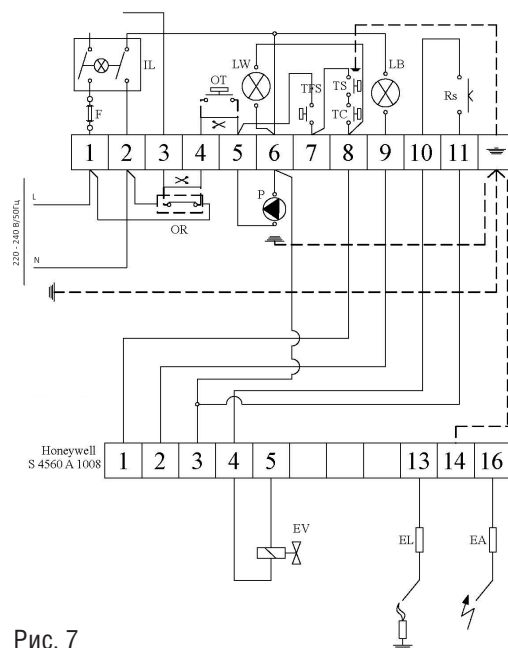 IL
OT
LW
TFS
TS
TC
LB
Rs
F
1 2 3 4 5 6 7 8 9 10 11
220 - 240 В/50Гц
L
N
OR
P
Honeywell
S 4560 A 1008
1 2 3 4 5 13 14 16
EV
EL
EA
Рис. 7